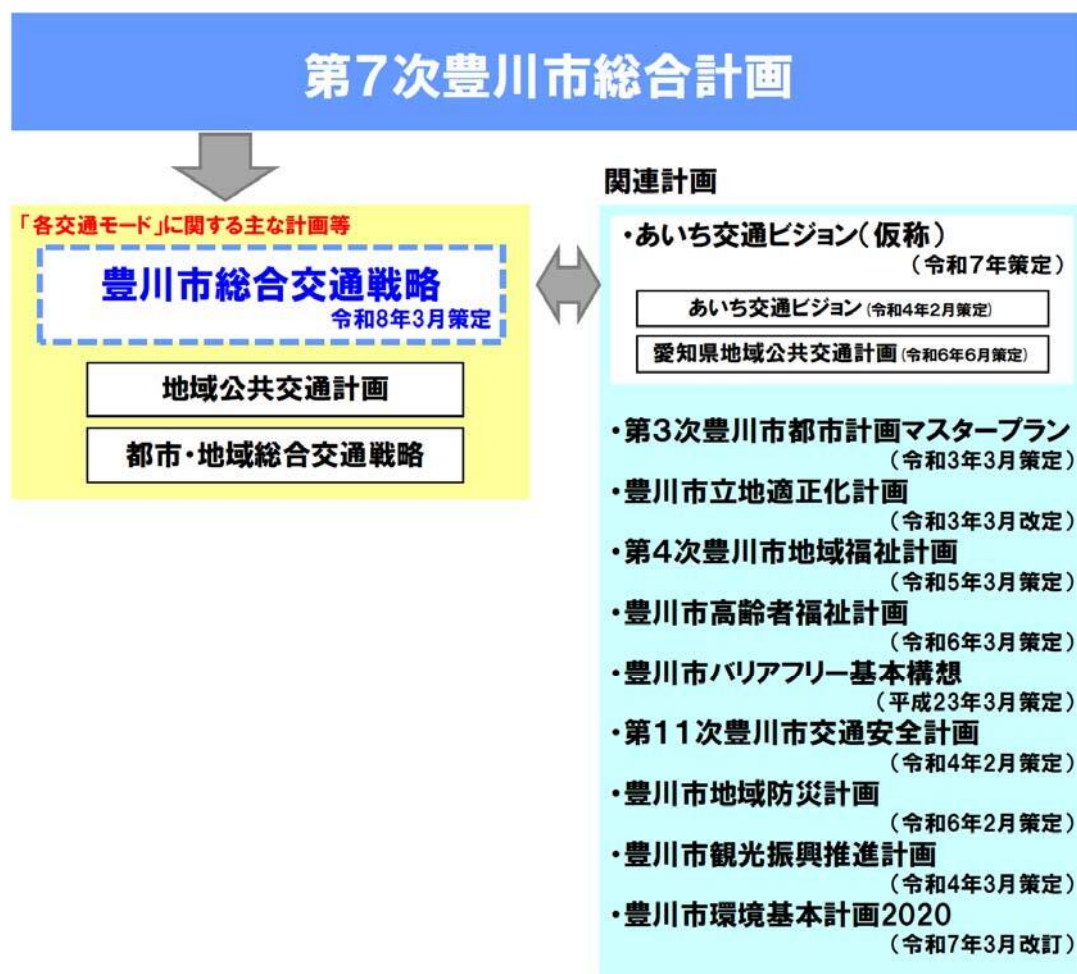 第7次豊川市総合計画
「各交通モード」に関する主な計画等
豊川市総合交通戦略
令和8年3月策定
地域公共交通計画
都市・地域総合交通戦略
関連計画
・あいち交通ビジョン（仮称）
（令和7年策定）
あいち交通ビジョン（令和4年2月策定）
愛知県地域公共交通計画（令和6年6月策定）
・第3次豊川市都市計画マスタープラン
（令和3年3月策定）
・豊川市立地適正化計画
（令和3年3月改定）
・第4次豊川市地域福祉計画
（令和5年3月策定）
・豊川市高齢者福祉計画
（令和6年3月策定）
・豊川市バリアフリー基本構想
（平成23年3月策定）
・第11次豊川市交通安全計画
（令和4年2月策定）
・豊川市地域防災計画
（令和6年2月策定）
・豊川市観光振興推進計画
（令和4年3月策定）
・豊川市環境基本計画2020
（令和7年3月改訂）